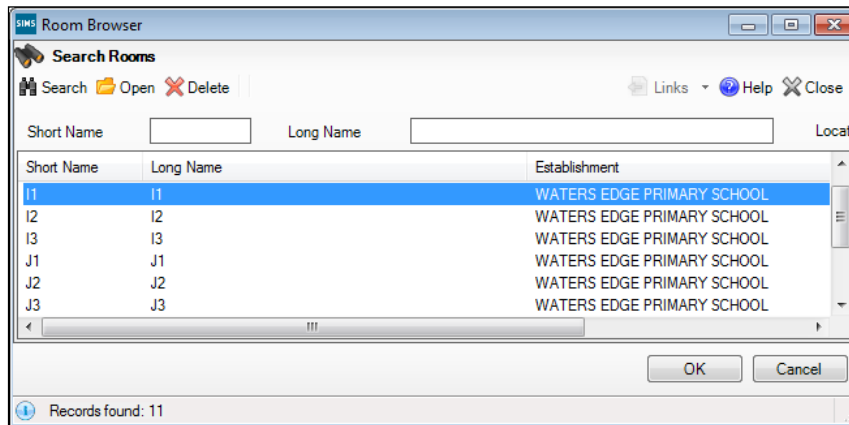 SIMS Room Browser
Search Rooms
Search Open Delete Links Help Close
Short Name Long Name Locat
Short Name Long Name Establishment
I1 I1 WATERS EDGE PRIMARY SCHOOL
I2 I2 WATERS EDGE PRIMARY SCHOOL
I3 I3 WATERS EDGE PRIMARY SCHOOL
J1 J1 WATERS EDGE PRIMARY SCHOOL
J2 J2 WATERS EDGE PRIMARY SCHOOL
J3 J3 WATERS EDGE PRIMARY SCHOOL
OK Cancel
Records found: 11